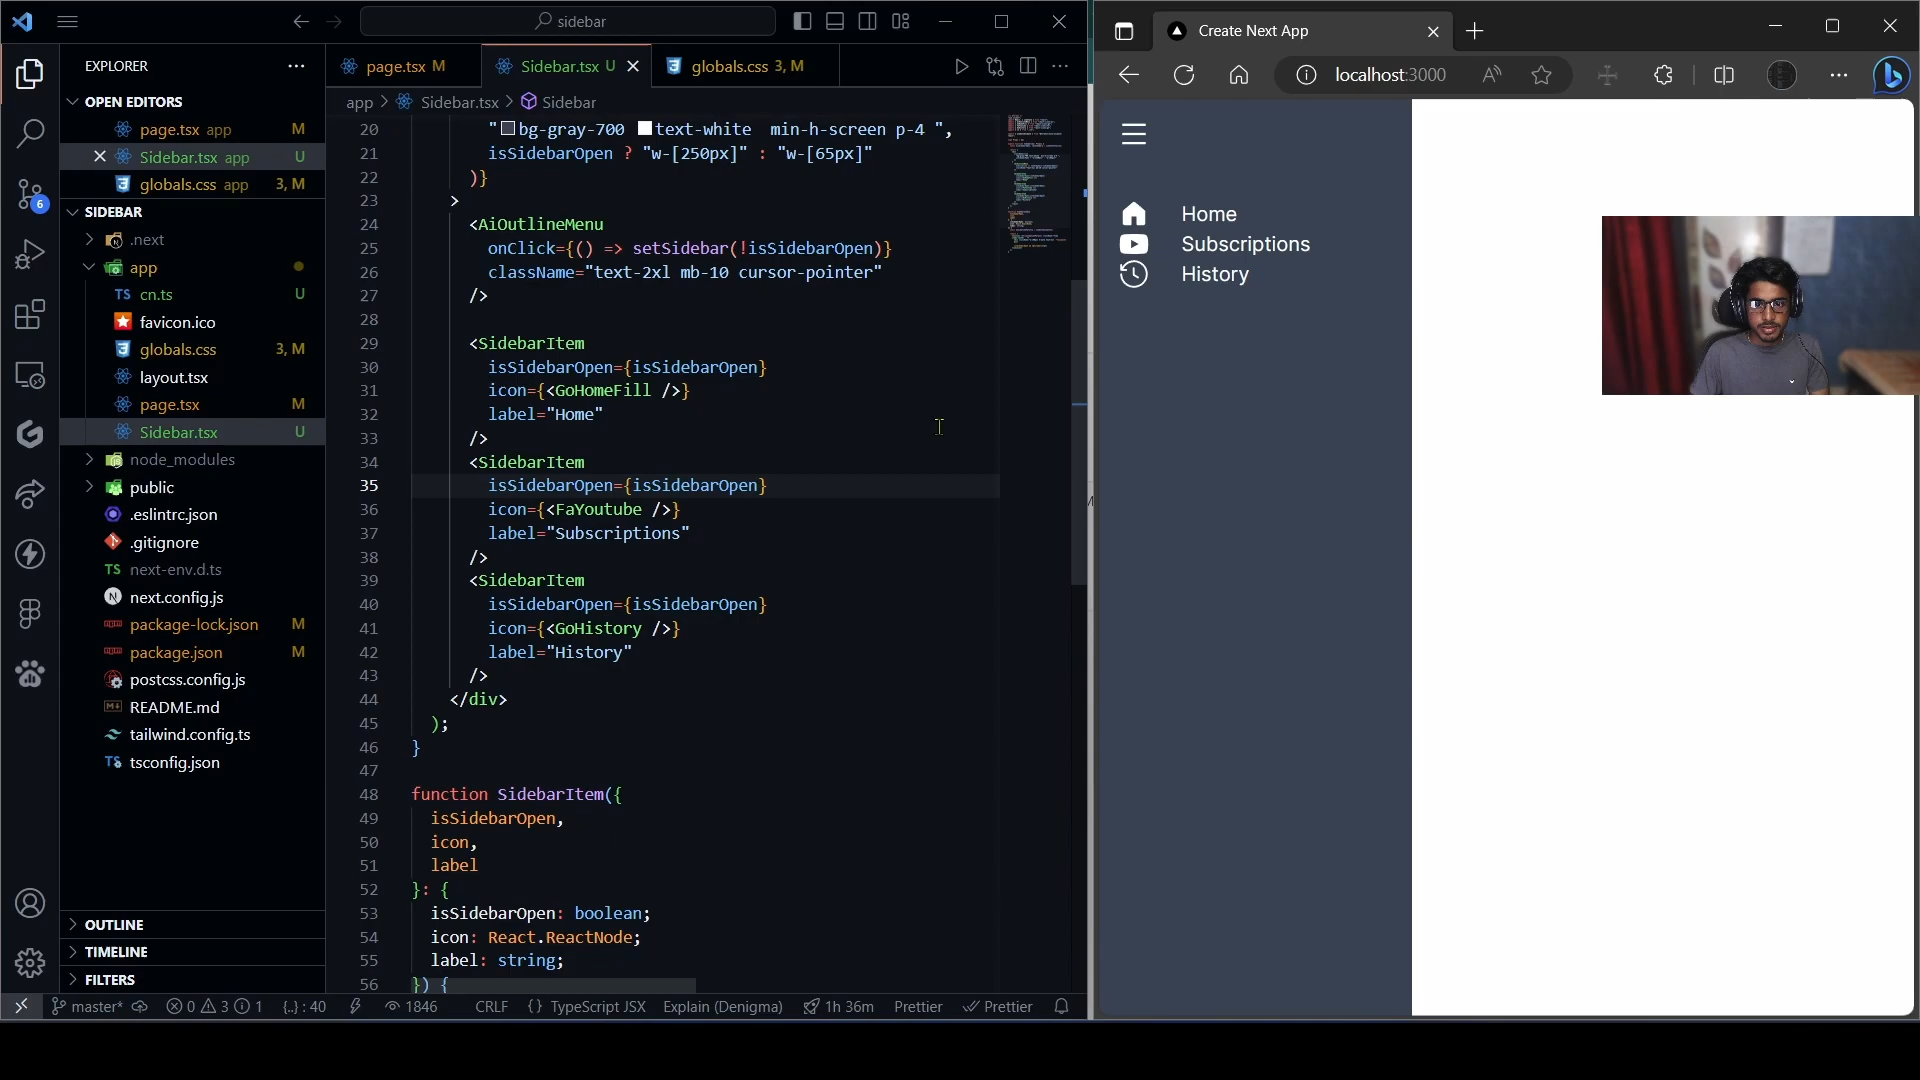 sidebar
EXPLORER
OPEN EDITORS
page.tsx app M
Sidebar.tsx app U
globals.css app 3, M
SIDEBAR
.next
app
TS cn.ts U
favicon.ico
globals.css 3, M
layout.tsx
page.tsx M
Sidebar.tsx U
node_modules
public
.eslintrc.json
.gitignore
TS next-env.d.ts
next.config.js
package-lock.json M
package.json M
postcss.config.js
README.md
tailwind.config.ts
tsconfig.json
OUTLINE
TIMELINE
FILTERS
6
page.tsx M
Sidebar.tsx U
globals.css 3, M
app > Sidebar.tsx > Sidebar
20 "bg-gray-700 text-white  min-h-screen p-4 ",
21 isSidebarOpen ? "w-[250px]" : "w-[65px]"
22 )}
23 >
24 <AiOutlineMenu
25 onClick={() => setSidebar(!isSidebarOpen)}
26 className="text-2xl mb-10 cursor-pointer"
27 />
28
29 <SidebarItem
30 isSidebarOpen={isSidebarOpen}
31 icon={<GoHomeFill />}
32 label="Home"
33 />
34 <SidebarItem
35 isSidebarOpen={isSidebarOpen}
36 icon={<FaYoutube />}
37 label="Subscriptions"
38 />
39 <SidebarItem
40 isSidebarOpen={isSidebarOpen}
41 icon={<GoHistory />}
42 label="History"
43 />
44 </div>
45 );
46 }
47
48 function SidebarItem({
49 isSidebarOpen,
50 icon,
51 label
52 }: {
53 isSidebarOpen: boolean;
54 icon: React.ReactNode;
55 label: string;
56 }) {
master* 0 3 1 {..} : 40 1846 CRLF {} TypeScript JSX Explain (Denigma) 1h 36m Prettier Prettier
Create Next App
localhost:3000
Home
Subscriptions
History